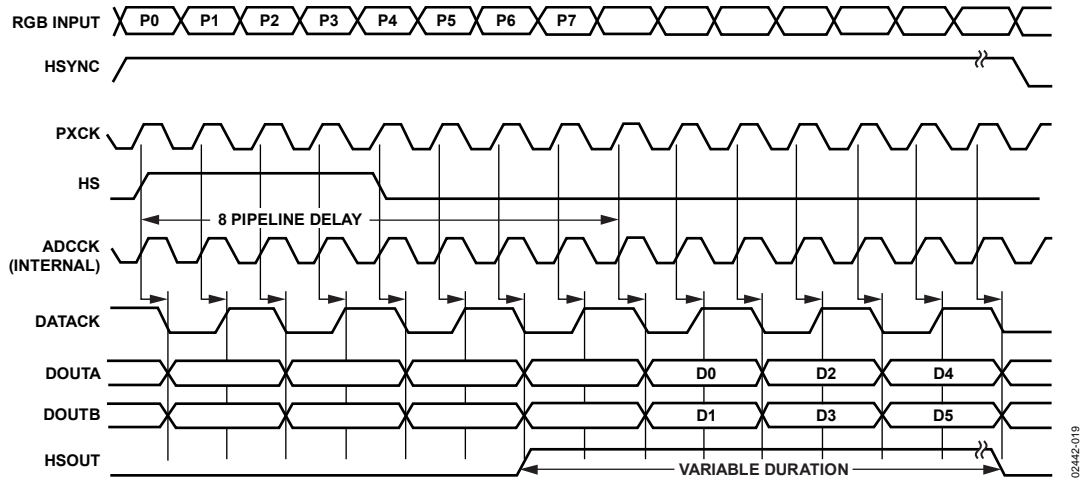 RGB INPUT P0 P1 P2 P3 P4 P5 P6 P7
HSYNC
PXCK
HS
8 PIPELINE DELAY
ADCCK
(INTERNAL)
DATACK
DOUTA D0 D2 D4
DOUTB D1 D3 D5
HSOUT
VARIABLE DURATION
02442-019